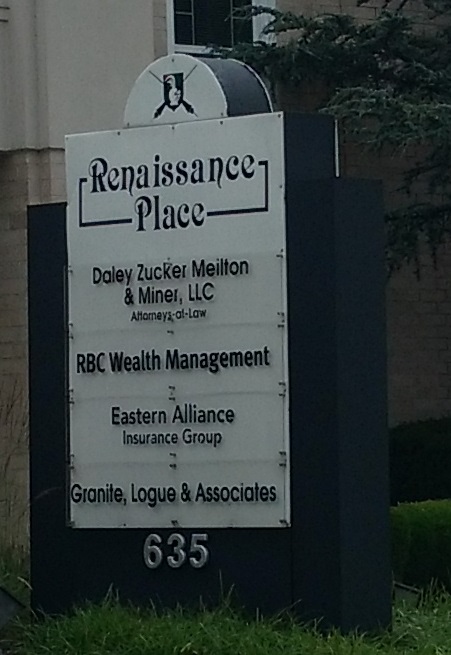 Renaissance
Place
Daley Zucker Meilton
& Miner, LLC
Attorneys-at-Law
RBC Wealth Management
Eastern Alliance
Insurance Group
Granite, Logue & Associates
635